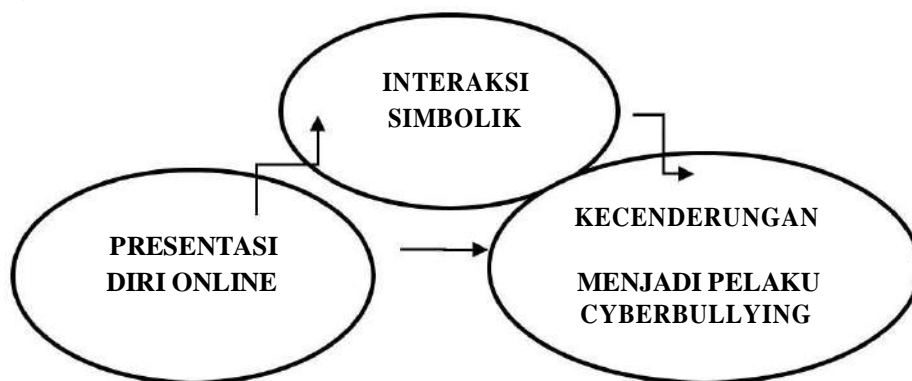 INTERAKSI
SIMBOLIK
PRESENTASI
DIRI ONLINE
KECENDERUNGAN
MENJADI PELAKU
CYBERBULLYING